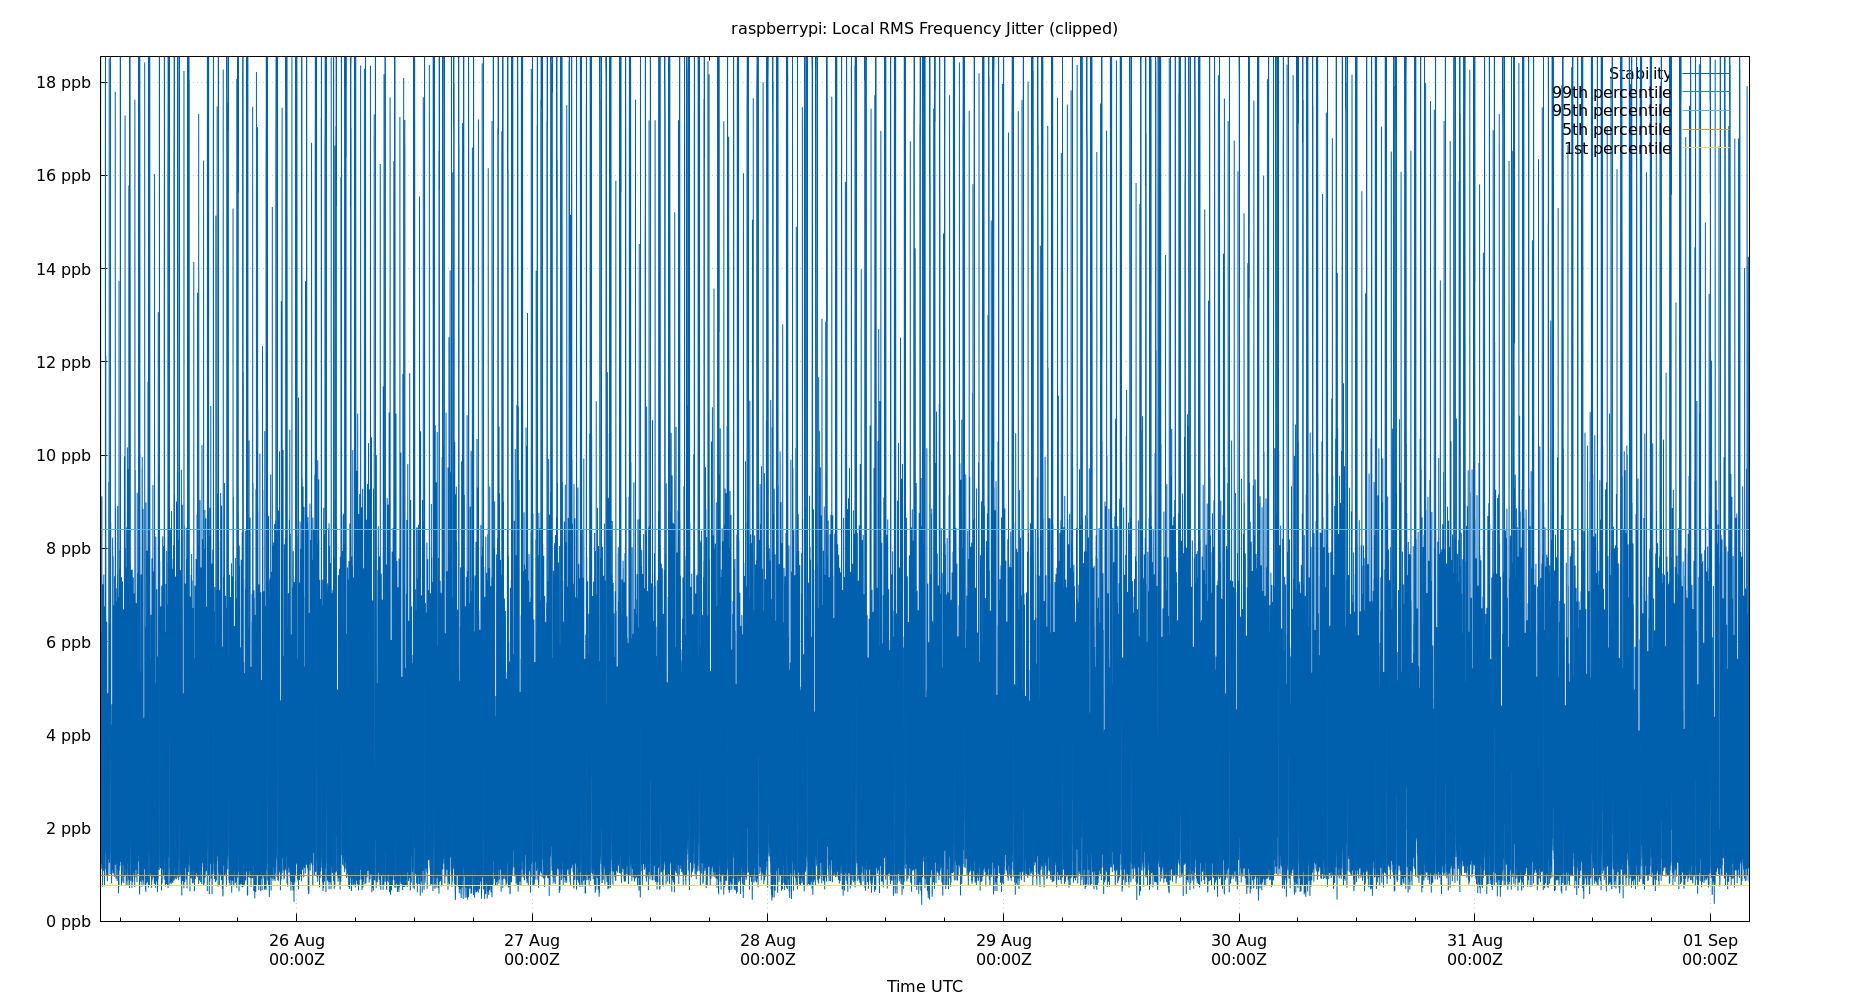 raspberrypi: Local RMS Frequency Jitter (clipped)
Stability
99th percentile
95th percentile
5th percentile
1st percentile
18 ppb
16 ppb
14 ppb
12 ppb
10 ppb
8 ppb
6 ppb
4 ppb
2 ppb
0 ppb
26 Aug 27 Aug 28 Aug 29 Aug 30 Aug 31 Aug 01 Sep
00:00Z 00:00Z 00:00Z 00:00Z 00:00Z 00:00Z 00:00Z
Time UTC